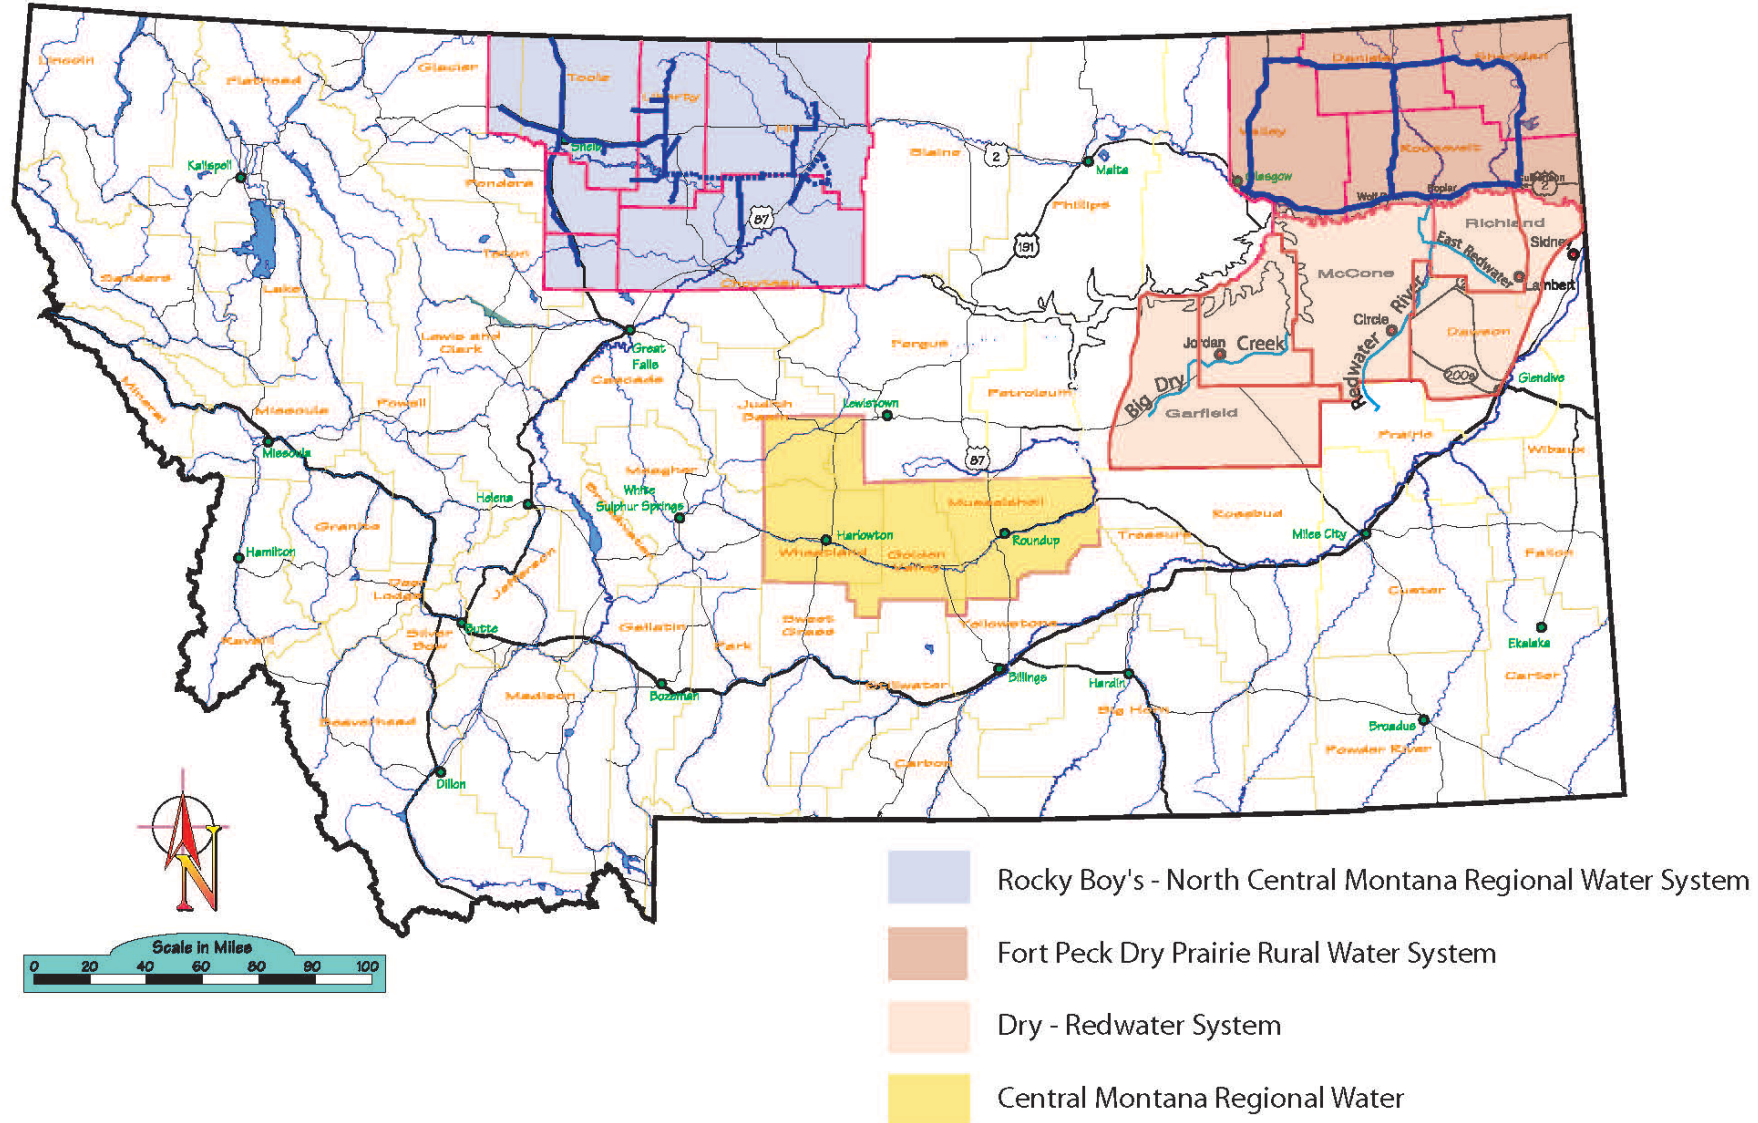 Lincoln
Flathead
Glacier
Toole
Liberty
Hill
Daniels
Sheridan
Kalispell
Shelby
Pondera
Blaine
2
Malta
Phillips
Valley
Glasgow
Roosevelt
Wolf Point
Poplar
Culbertson
2
87
191
Richland
Sidney
East Redwater
Lambert
McCone
Sanders
Lake
Teton
Chouteau
Lewis and
Clark
Great
Falls
Cascade
Fergus
Jordan
Big Dry Creek
Circle
Redwater River
Dawson
200s
Glendive
Garfield
Mineral
Missoula
Powell
Judith
Basin
Lewistown
Petroleum
Prairie
Wibaux
Missoula
Meagher
87
Helena
White
Sulphur Springs
Broadwater
Musselshell
Rosebud
Granite
Hamilton
Harlowton
Wheatland
Golden
Valley
Roundup
Treasure
Miles City
Fallon
Jefferson
Deer
Lodge
Custer
Ravalli
Silver
Bow
Butte
Gallatin
Park
Sweet
Grass
Yellowstone
Ekalaka
Carter
Madison
Bozeman
Stillwater
Billings
Hardin
Big Horn
Broadus
Powder River
Beaverhead
Dillon
Carbon
N
Scale in Miles
0 20 40 60 80 90 100
Rocky Boy's - North Central Montana Regional Water System
Fort Peck Dry Prairie Rural Water System
Dry - Redwater System
Central Montana Regional Water